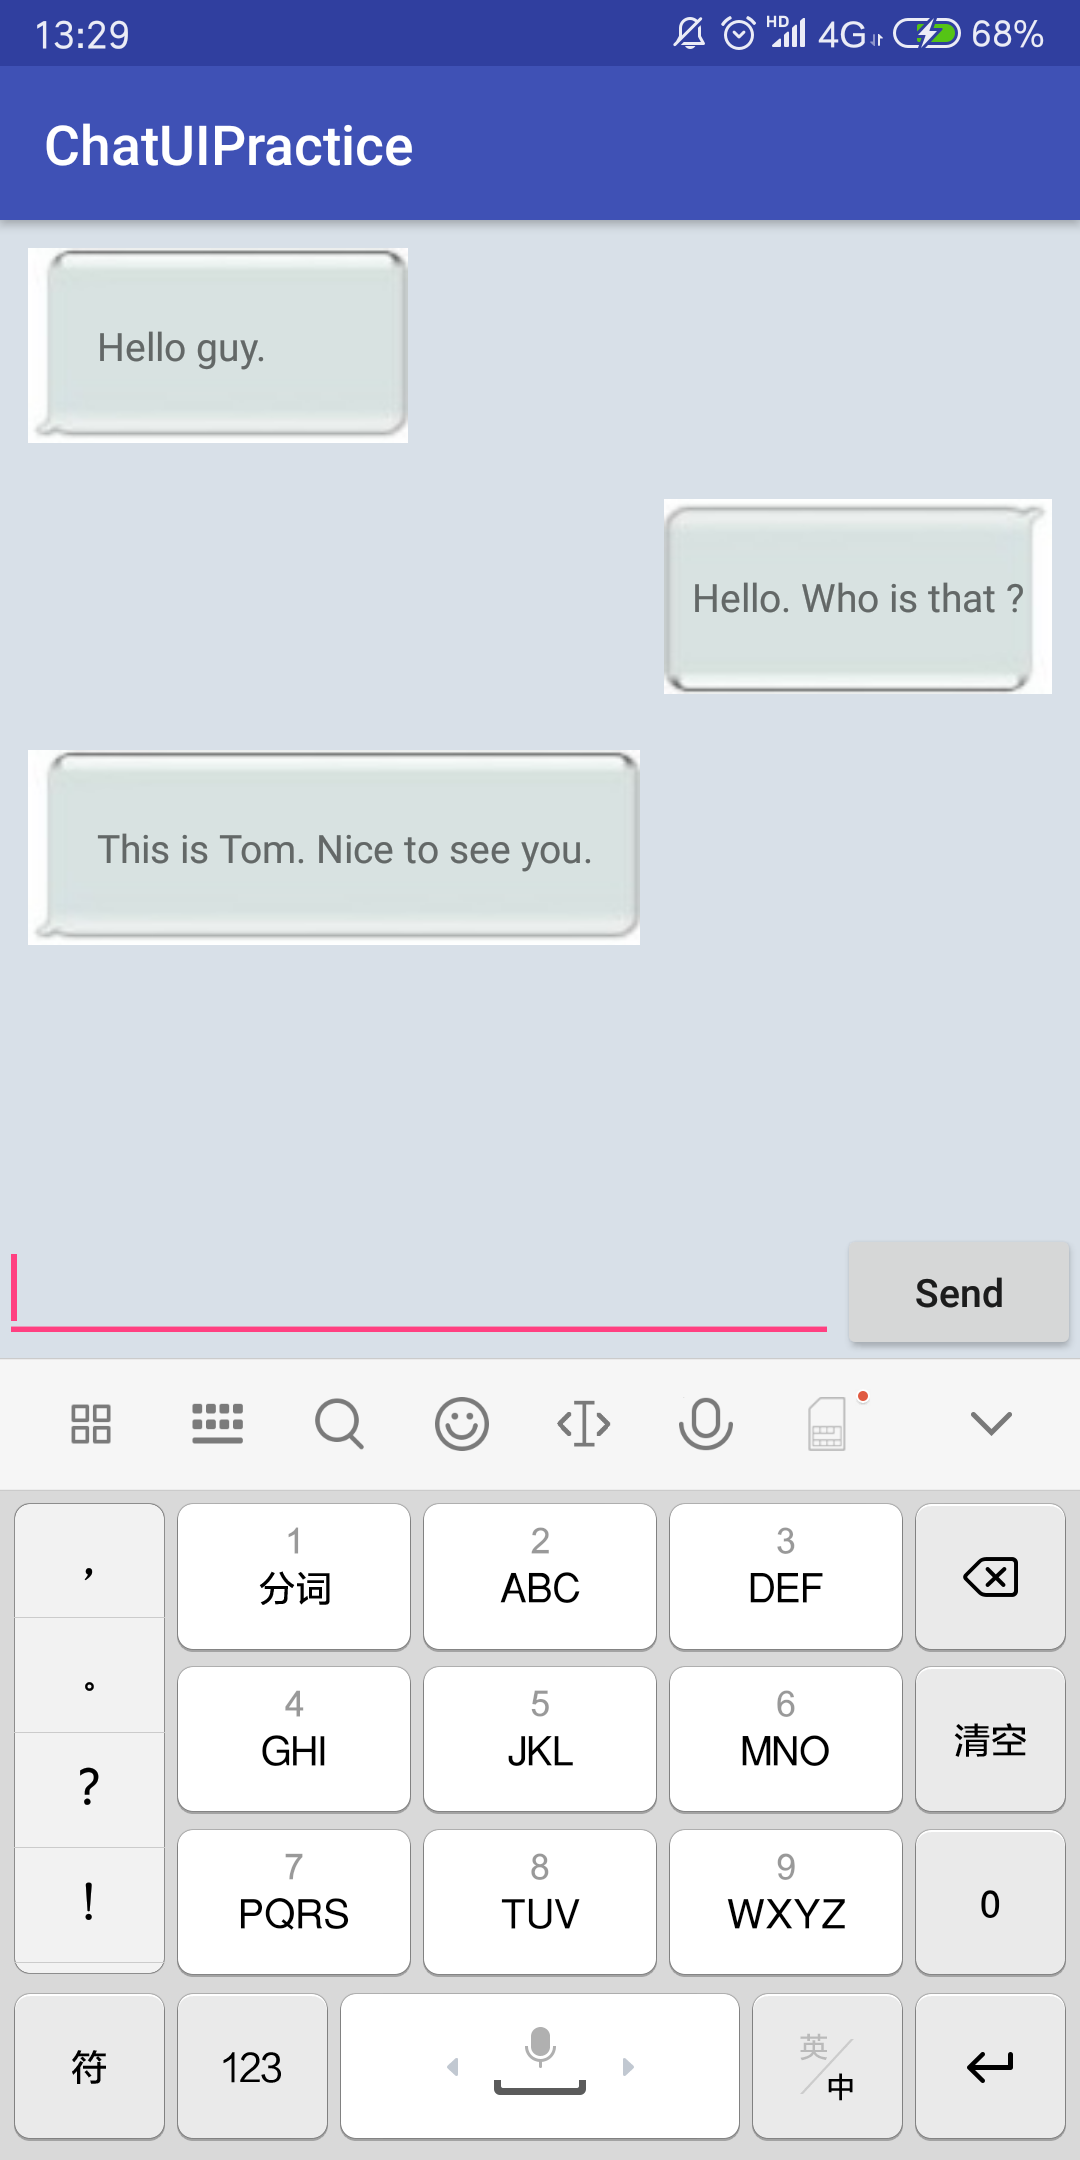 13:29 HD 4G 68%
ChatUIPractice
Hello guy.
Hello. Who is that ?
This is Tom. Nice to see you.
Send
， 1 2 3
分词 ABC DEF
。 4 5 6
GHI JKL MNO 清空
？ 7 8 9
PQRS TUV WXYZ 0
！
符 123 英/中